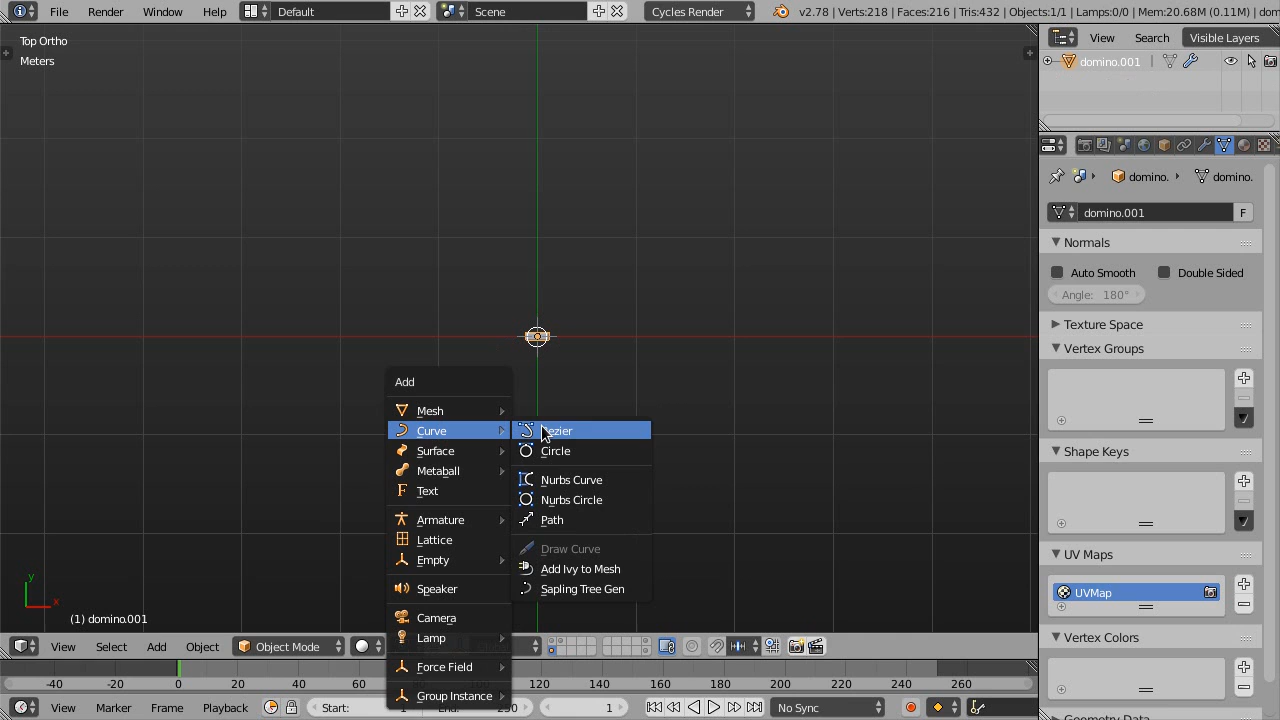 File Render Window Help Default Scene Cycles Render v2.78 | Verts:218 | Faces:216 | Tris:432 | Objects:1/1 | Lamps:0/0 | Mem:20.68M (0.11M) |
Top Ortho
Meters
View Search Visible Layers
domino.001
domino. domino.
domino.001 F
Normals
Auto Smooth Double Sided
Angle: 180°
Texture Space
Vertex Groups
Shape Keys
UV Maps
UVMap
Vertex Colors
Geometry Data
Add
Mesh
Curve
Surface
Metaball
Text
Armature
Lattice
Empty
Speaker
Camera
Lamp
Force Field
Group Instance
Circle
Nurbs Curve
Nurbs Circle
Path
Draw Curve
Add Ivy to Mesh
Sapling Tree Gen
y
x
(1) domino.001
View Select Add Object Object Mode
-40 -20 0 20 40 60 80 120 140 160 180 200 220 240 260
View Marker Frame Playback Start: 1 End: 250 1 No Sync